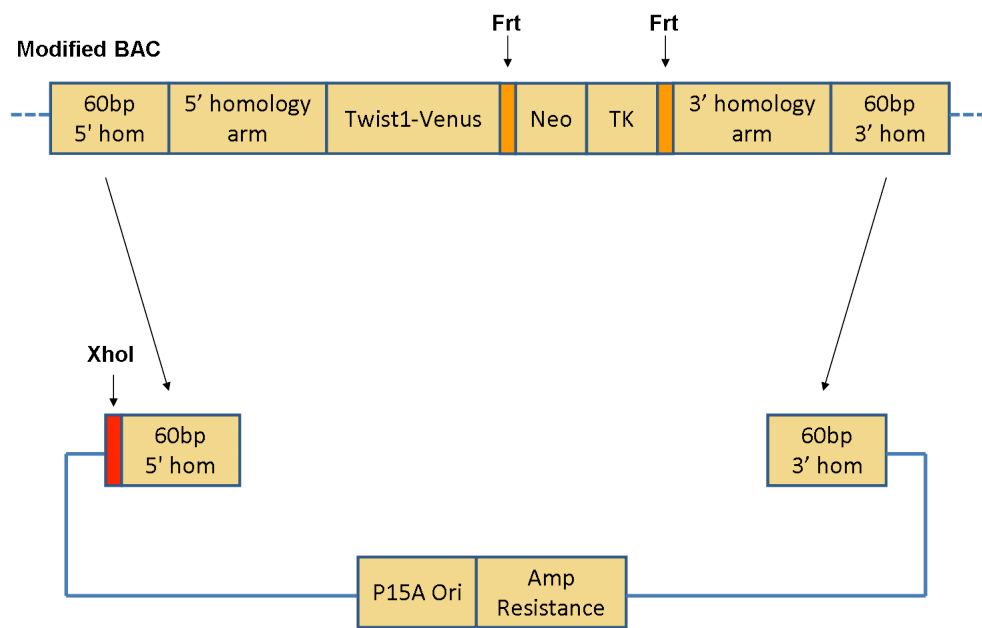 Frt
Frt
Modified BAC
60bp
5' hom
5’ homology
arm
Twist1-Venus
Neo
TK
3’ homology
arm
60bp
3’ hom
XhoI
60bp
5' hom
60bp
3’ hom
P15A Ori
Amp
Resistance